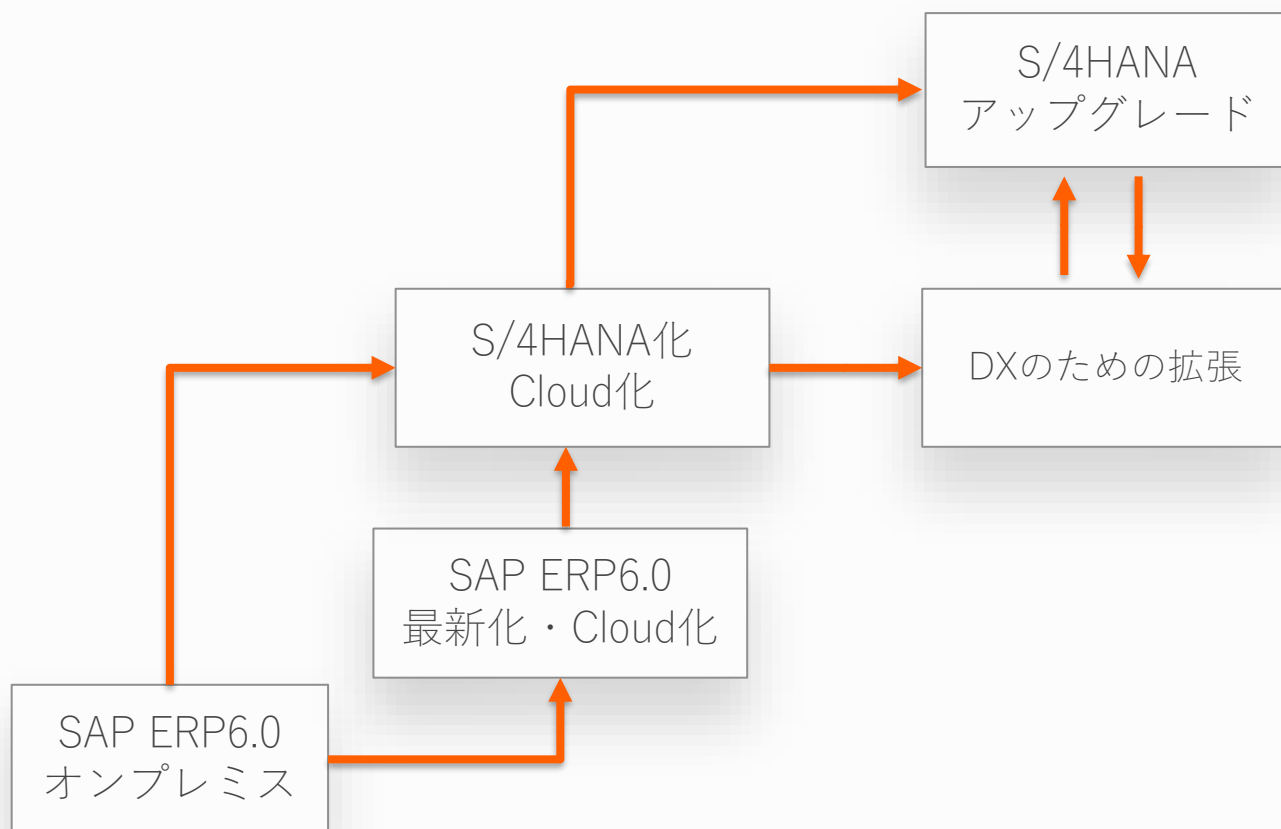 S/4HANA
アップグレード
S/4HANA化
Cloud化
DXのための拡張
SAP ERP6.0
最新化・Cloud化
SAP ERP6.0
オンプレミス